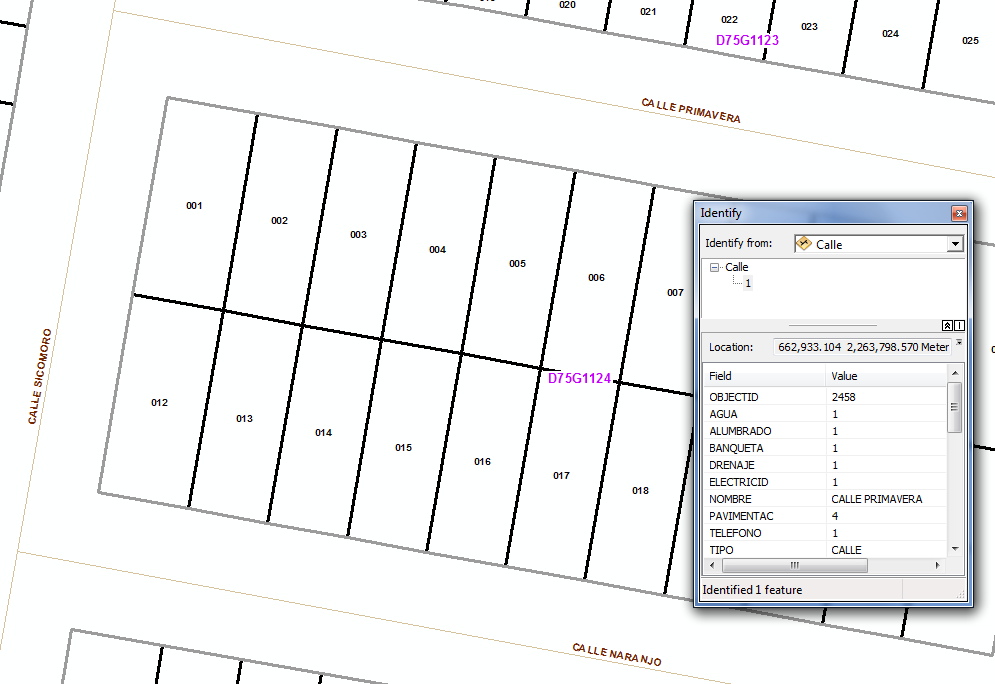 020
021
022
023
024
025
D75G1123
CALLE PRIMAVERA
001
002
003
004
005
006
007
D75G1124
012
013
014
015
016
017
018
CALLE SICOMORO
CALLE NARANJO
Identify
Identify from:
Calle
Calle
1
Location:
662,933.104 2,263,798.570 Meter
Field Value
OBJECTID 2458
AGUA 1
ALUMBRADO 1
BANQUETA 1
DRENAJE 1
ELECTRICID 1
NOMBRE CALLE PRIMAVERA
PAVIMENTAC 4
TELEFONO 1
TIPO CALLE
Identified 1 feature